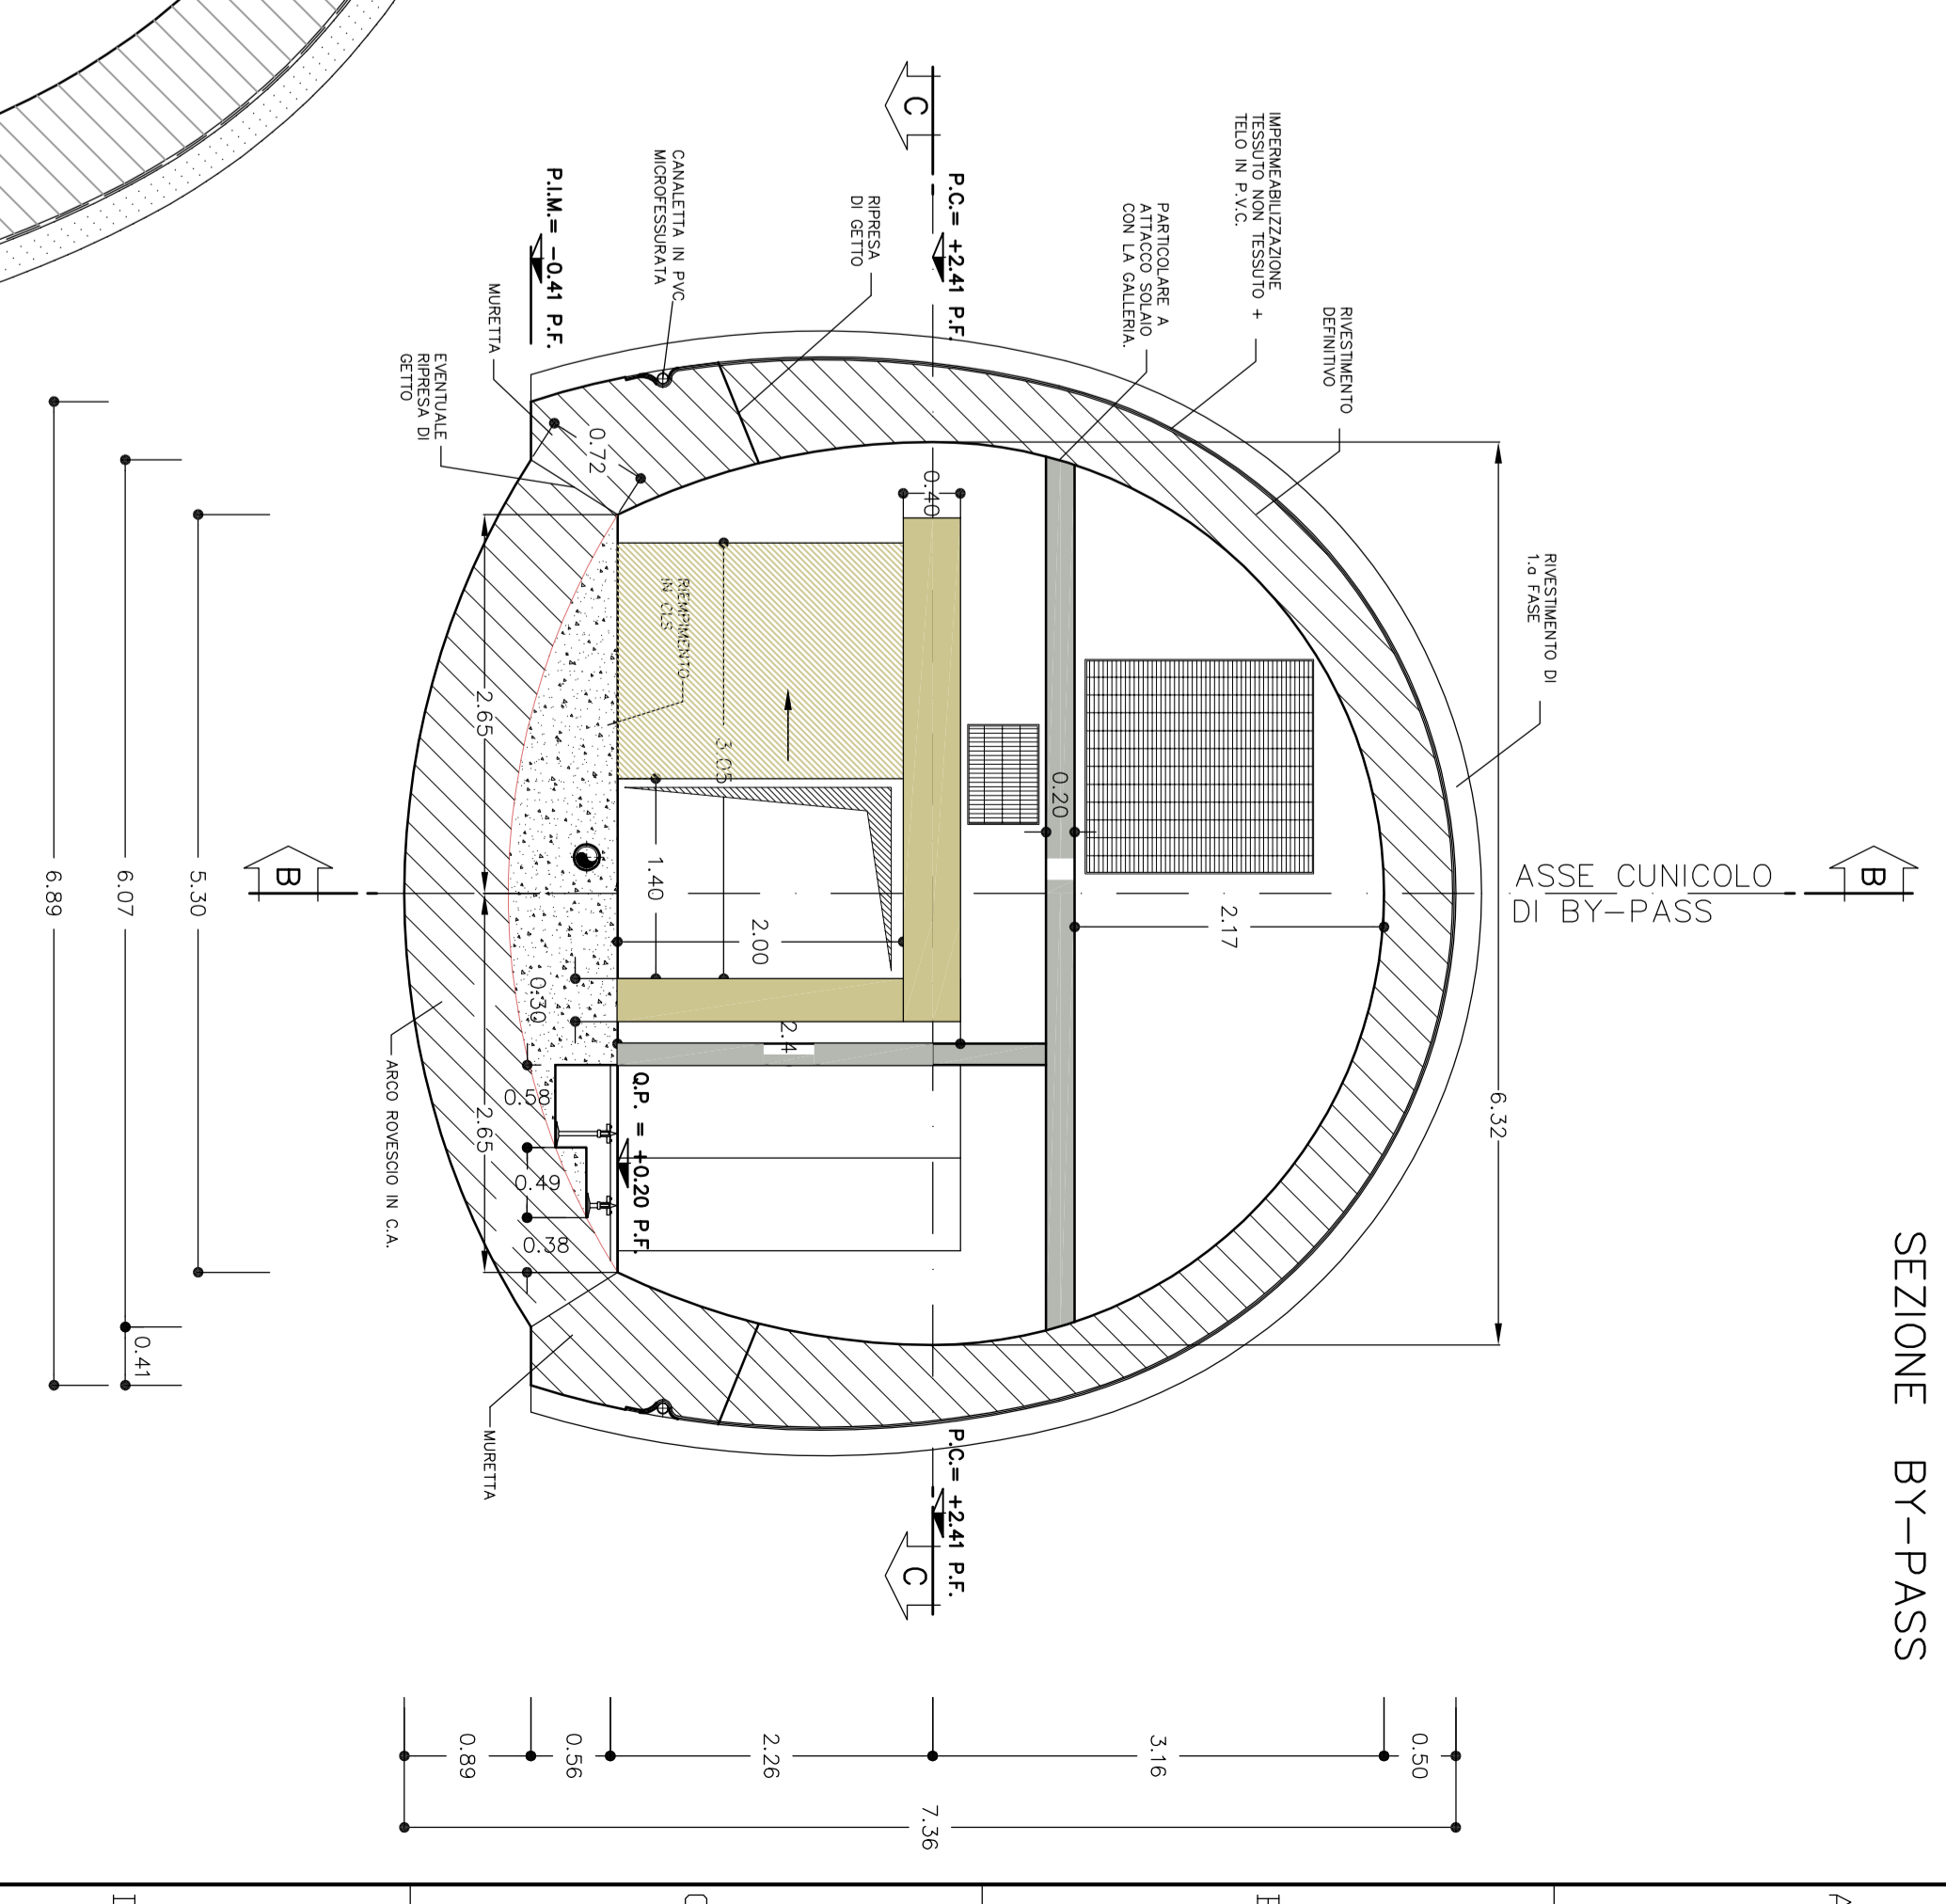 SEZIONE BY-PASS
B
ASSE CUNICOLO
DI BY-PASS
RIVESTIMENTO DI
1.a FASE
6.32
RIVESTIMENTO
DEFINITIVO
IMPERMEABILIZZAZIONE
TESSUTO NON TESSUTO +
TELO IN P.V.C.
PARTICOLARE A
ATTACCO SOLAIO
CON LA GALLERIA.
2.17
0.20
P.C.= +2.41 P.F.
C
0.40
P.C.= +2.41 P.F.
C
RIPRESA
DI GETTO
CANALETTA IN PVC
MICROFESSURATA
2.4
2.00
3.05
1.40
RIEMPIMENTO
IN CLS
Q.P. = +0.20 P.F.
P.I.M.= -0.41 P.F.
0.72
MURETTA
0.30
0.58
0.49
0.38
2.65
2.65
EVENTUALE
RIPRESA DI
GETTO
ARCO ROVESCIO IN C.A.
MURETTA
B
5.30
6.07
0.41
6.89
0.50
3.16
2.26
0.56
0.89
7.36